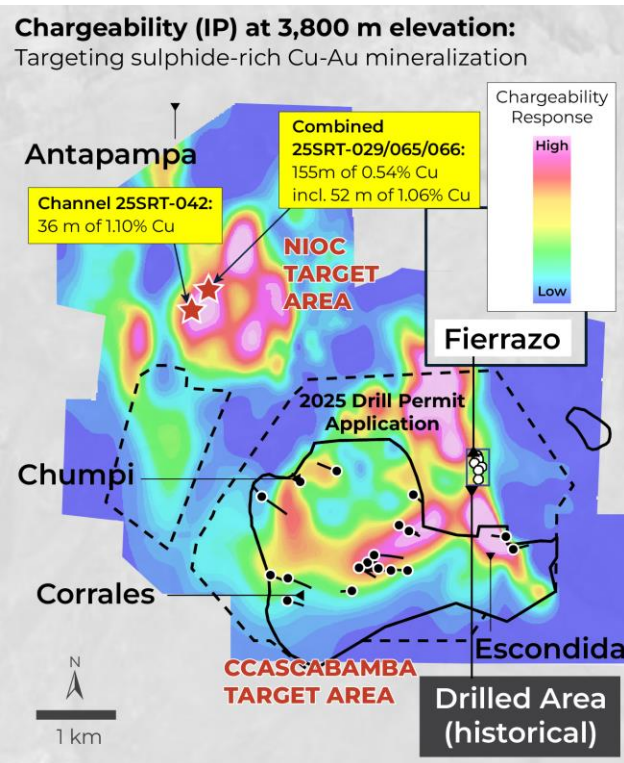 Chargeability (IP) at 3,800 m elevation:
Targeting sulphide-rich Cu-Au mineralization
Chargeability
Response
High
Low
Antapampa
Combined
25SRT-029/065/066:
155m of 0.54% Cu
incl. 52 m of 1.06% Cu
Channel 25SRT-042:
36 m of 1.10% Cu
NIOC
TARGET
AREA
Fierrazo
2025 Drill Permit
Application
Chumpi
Corrales
Escondida
CCASCABAMBA
TARGET AREA
Drilled Area
(historical)
N
1 km